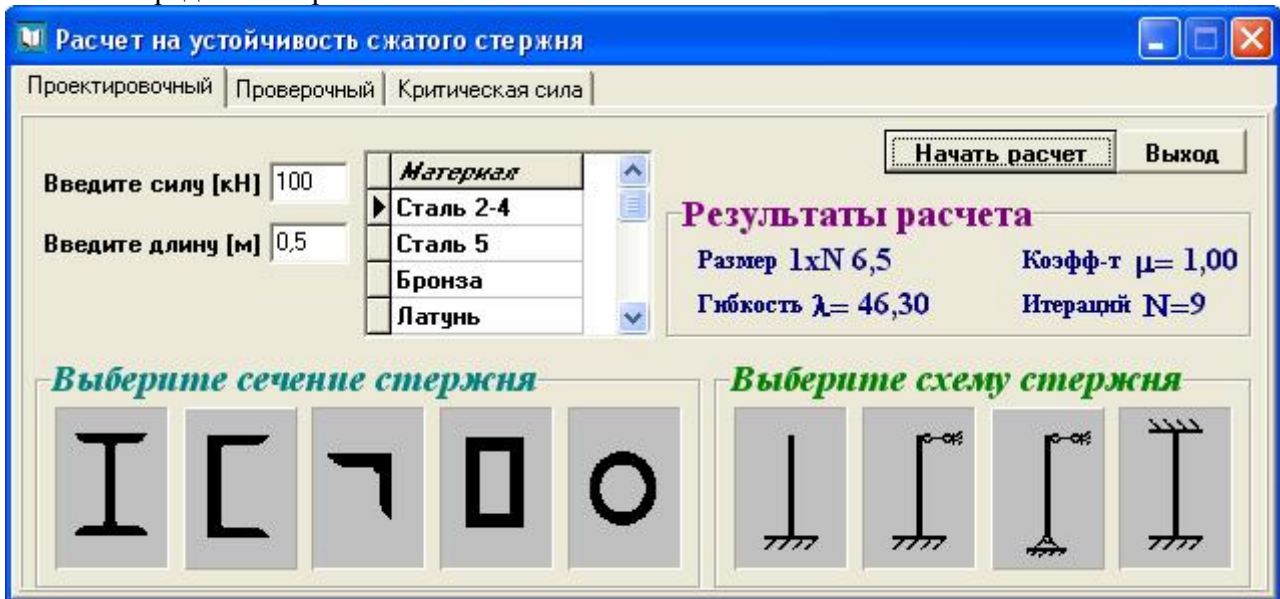 Расчет на устойчивость сжатого стержня
Проектировочный Проверочный Критическая сила
Начать расчет Выход
Введите силу [кН] 100
Введите длину [м] 0,5
Материал
Сталь 2-4
Сталь 5
Бронза
Латунь
Результаты расчета
Размер 1xN 6,5 Коэфф-т μ= 1,00
Гибкость λ= 46,30 Итераций N=9
Выберите сечение стержня
Выберите схему стержня